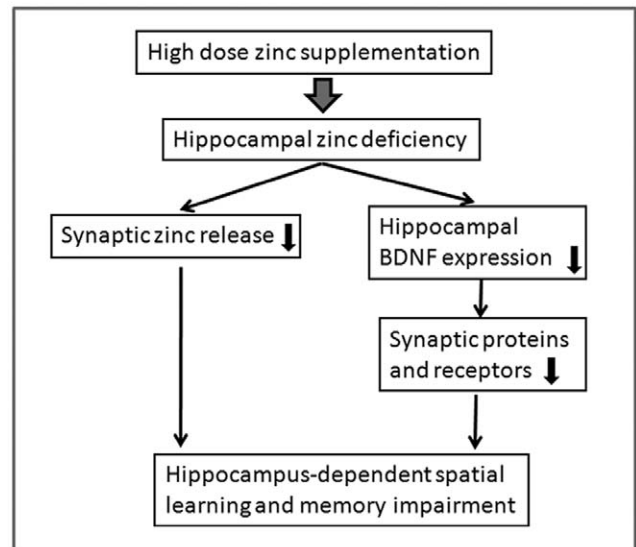 High dose zinc supplementation
Hippocampal zinc deficiency
Synaptic zinc release
Hippocampal
BDNF expression
Synaptic proteins
and receptors
Hippocampus-dependent spatial
learning and memory impairment